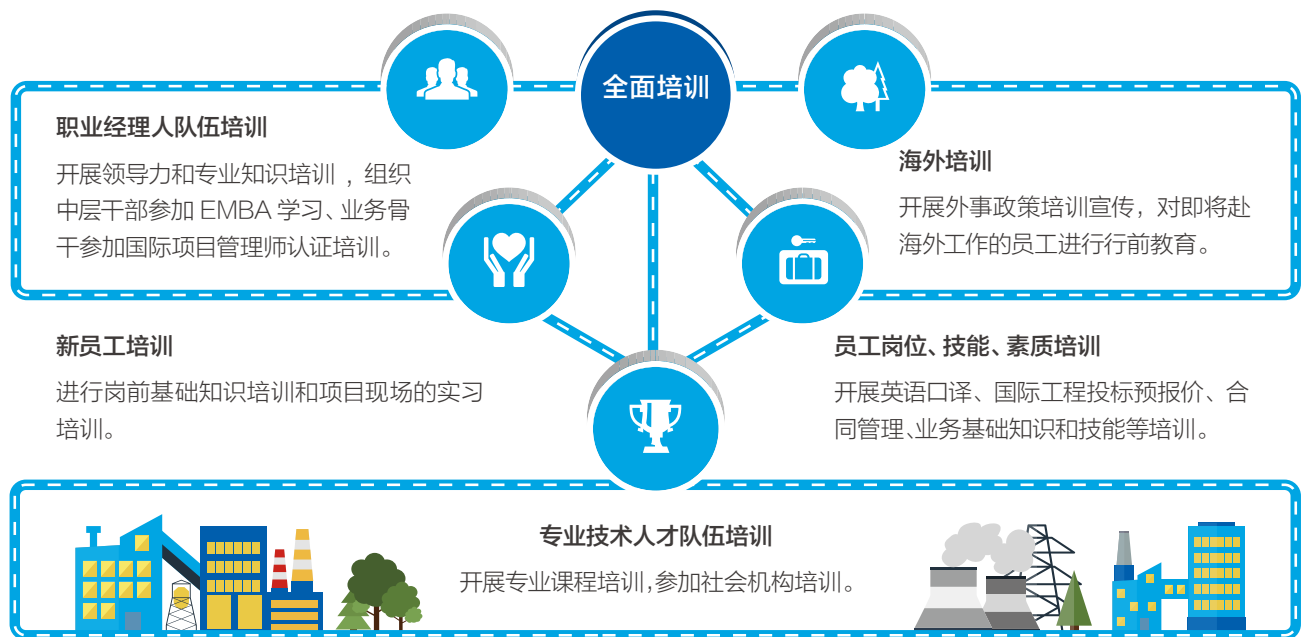 全面培训
职业经理人队伍培训
开展领导力和专业知识培训，组织
中层干部参加 EMBA 学习、业务骨
干参加国际项目管理师认证培训。
海外培训
开展外事政策培训宣传，对即将赴
海外工作的员工进行行前教育。
新员工培训
进行岗前基础知识培训和项目现场的实习
培训。
员工岗位、技能、素质培训
开展英语口译、国际工程投标预报价、合
同管理、业务基础知识和技能等培训。
专业技术人才队伍培训
开展专业课程培训，参加社会机构培训。